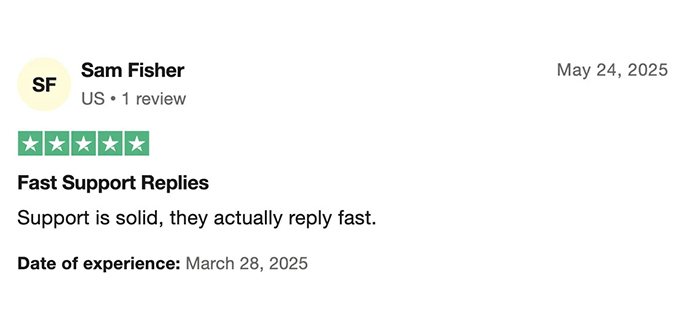 SF
Sam Fisher
May 24, 2025
US • 1 review
Fast Support Replies
Support is solid, they actually reply fast.
Date of experience: March 28, 2025